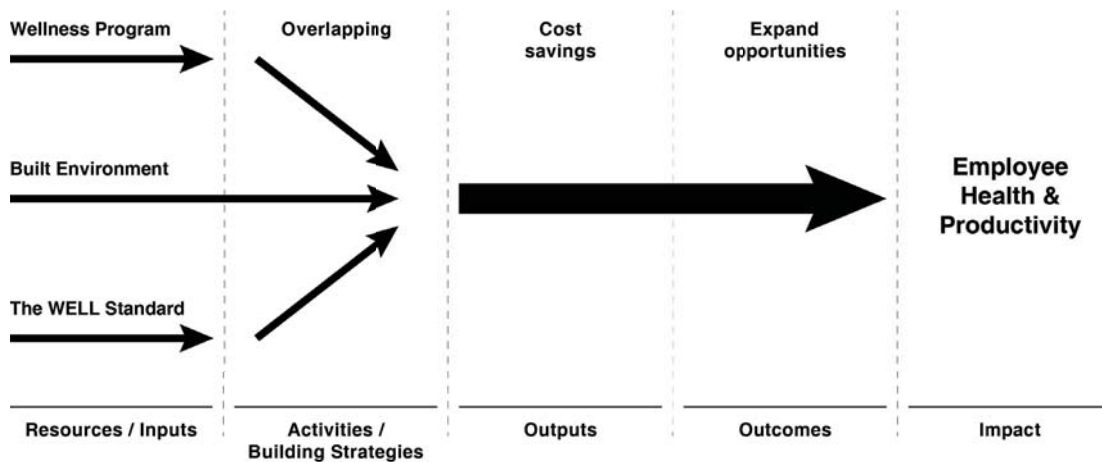 Wellness Program
Overlapping
Cost
savings
Expand
opportunities
Built Environment
Employee
Health &
Productivity
The WELL Standard
Resources / Inputs
Activities /
Building Strategies
Outputs
Outcomes
Impact